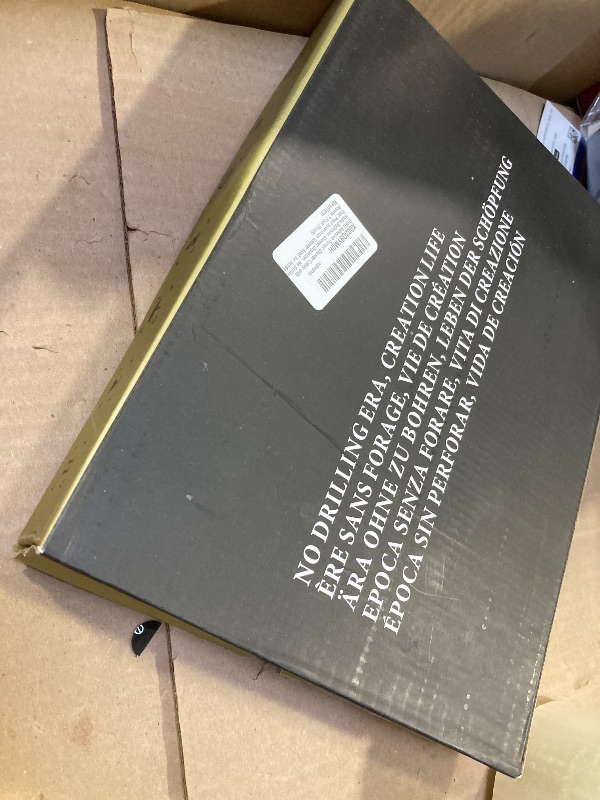 NO DRILLING ERA, CREATION LIFE
ÈRE SANS FORAGE, VIE DE CRÉATION
ÄRA OHNE ZU BOHREN, LEBEN DER SCHÖPFUNG
EPOCA SENZA FORARE, VITA DI CREAZIONE
ÉPOCA SIN PERFORAR, VIDA DE CREACIÓN